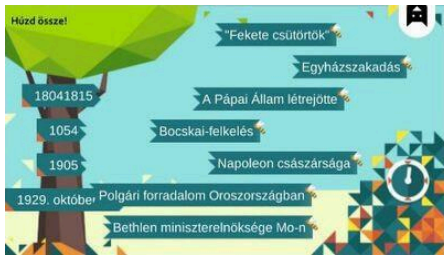 Húzd össze!
"Fekete csütörtök"
Egyházszakadás
18041815
A Pápai Állam létrejötte
1054
Bocskai-felkelés
1905
Napoleon császársága
1929. október
Polgári forradalom Oroszországban
Bethlen miniszterelnöksége Mo-n